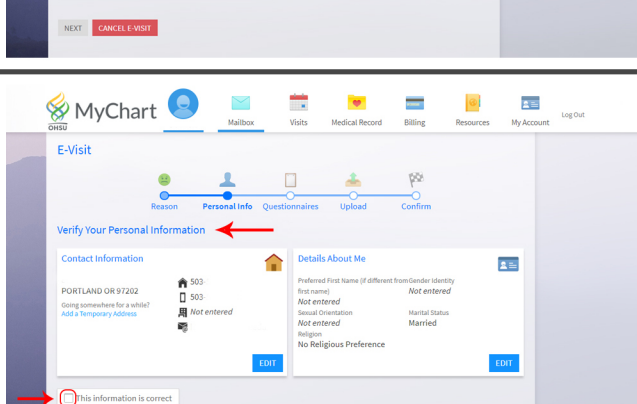 NEXT CANCEL E-VISIT
OHSU MyChart
Mailbox Visits Medical Record Billing Resources My Account Log Out
E-Visit
Reason Personal Info Questionnaires Upload Confirm
Verify Your Personal Information
Contact Information
PORTLAND OR 97202
Going somewhere for a while?
Add a Temporary Address
503
503
Not entered
EDIT
Details About Me
Preferred First Name (if different from
first name)
Not entered
Gender Identity
Not entered
Sexual Orientation
Not entered
Marital Status
Married
Religion
No Religious Preference
EDIT
This information is correct